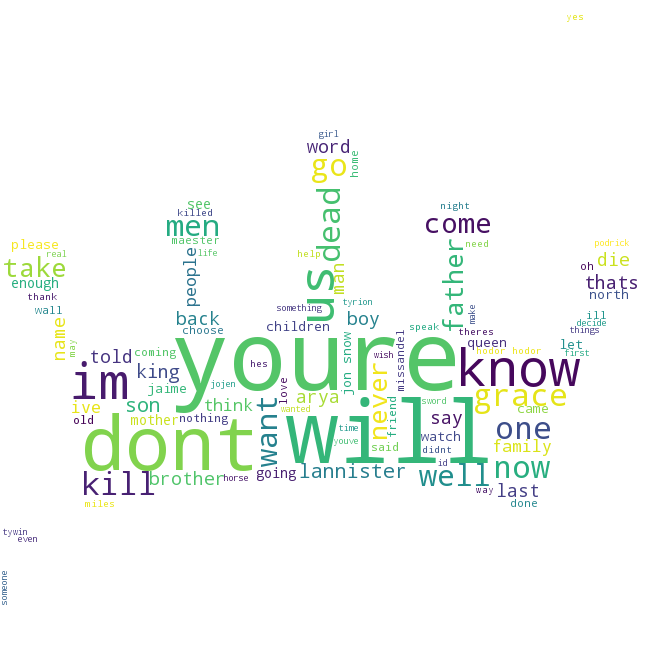 yes
girl
word
home
go
see
killed
men
maester
life
people
dead
us
help
man
night
come
need
father
please
real
take
enough
thank
wall
name
may
podrick
oh
die
thats
north
ill
decide
things
let
first
back
choose
something
children
tyrion
boy
speak
make
theres
queen
hodor hodor
told
coming
king
jaime
youre
hes
jojen
love
wanted
jon snow
wish
arya
never
missandei
friend
know
grace
came
im
ive
old
son
mother
nothing
think
want
dont
will
time
youve
said
sword
say
watch
didnt
id
one
family
now
well
way
last
done
kill
brother
horse
going
lannister
miles
tywin
even
someone